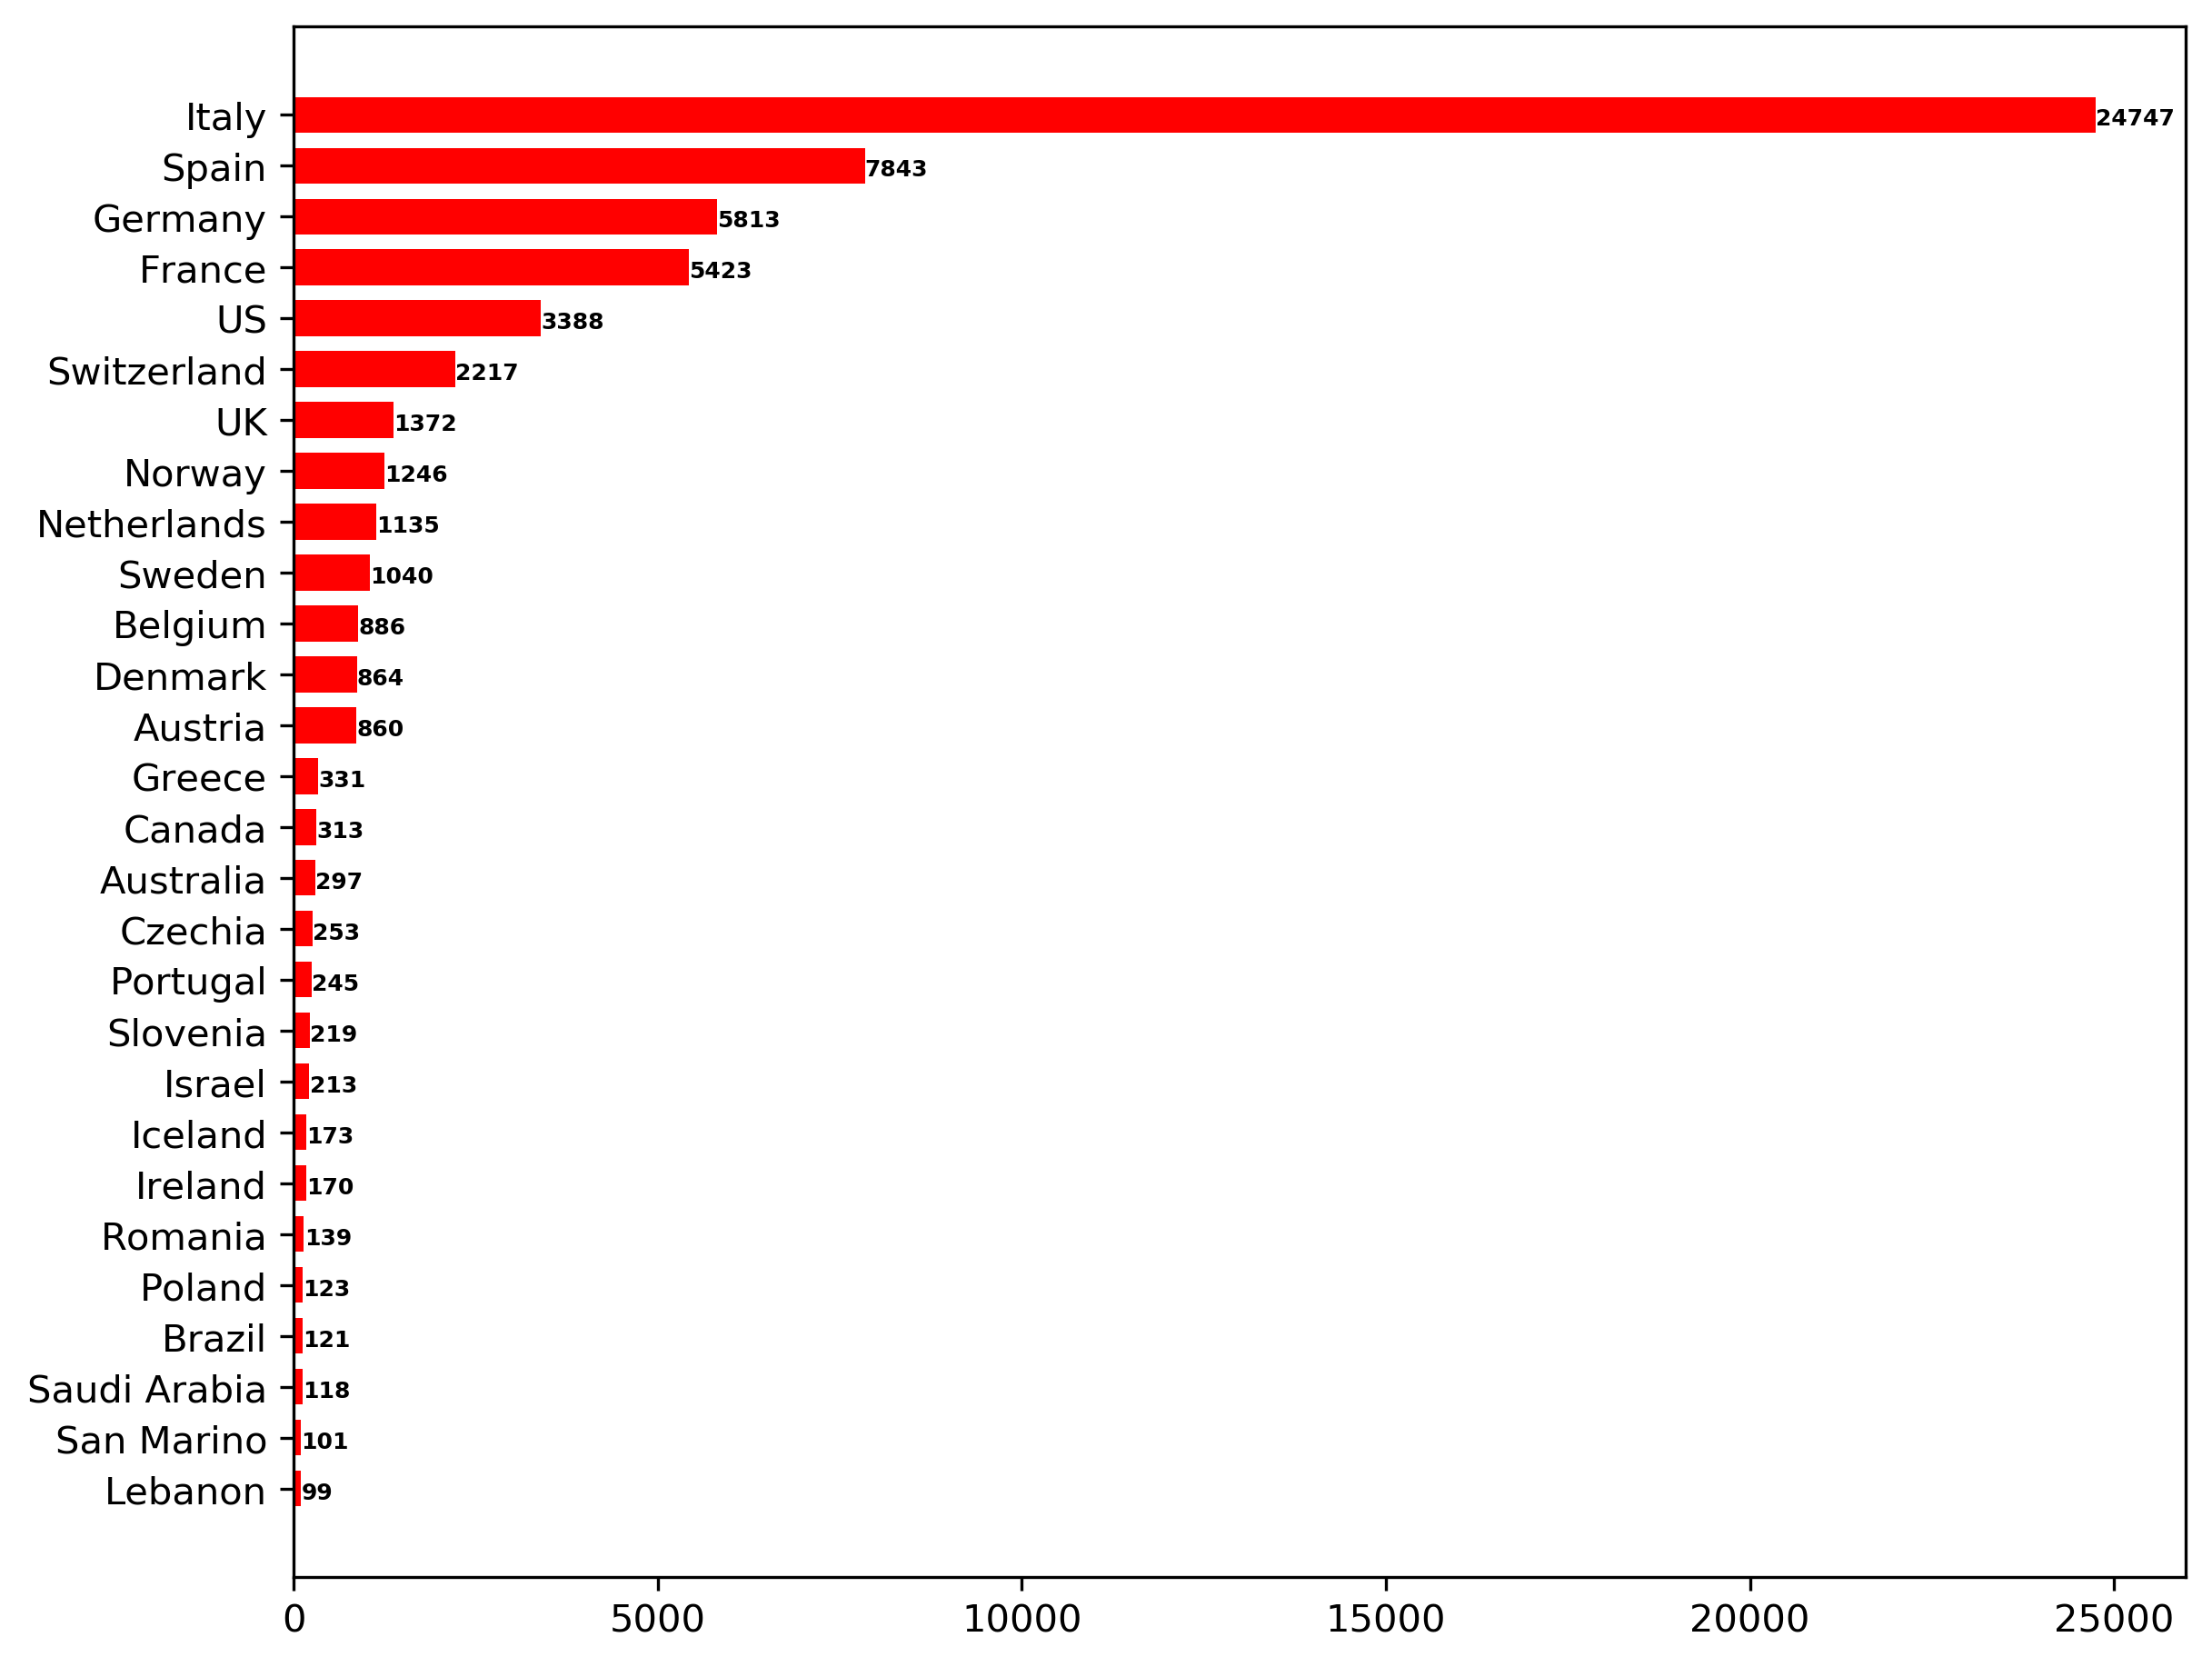 Italy 24747
Spain 7843
Germany 5813
France 5423
US 3388
Switzerland 2217
UK 1372
Norway 1246
Netherlands 1135
Sweden 1040
Belgium 886
Denmark 864
Austria 860
Greece 331
Canada 313
Australia 297
Czechia 253
Portugal 245
Slovenia 219
Israel 213
Iceland 173
Ireland 170
Romania 139
Poland 123
Brazil 121
Saudi Arabia 118
San Marino 101
Lebanon 99
0 5000 10000 15000 20000 25000